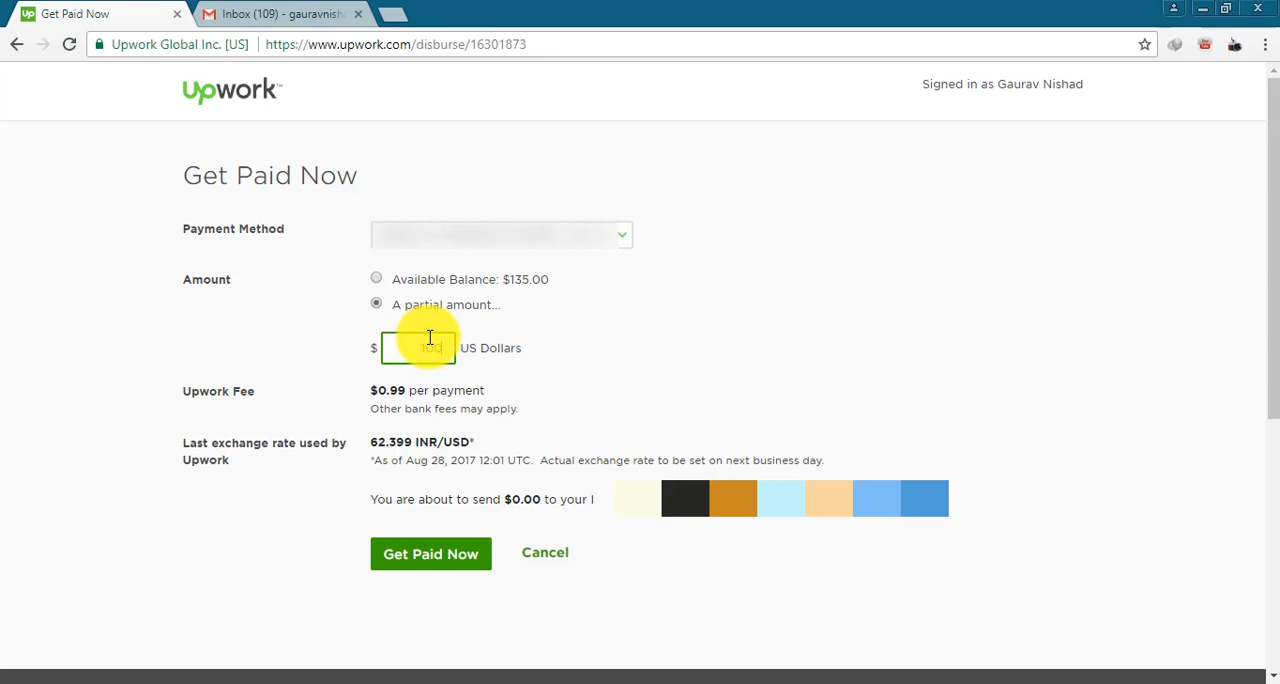 Get Paid Now
Inbox (109) - gauravnish
Upwork Global Inc. [US] https://www.upwork.com/disburse/16301873
Upwork™
Signed in as Gaurav Nishad
Get Paid Now
Payment Method
Amount
Available Balance: $135.00
A partial amount...
$ 100 US Dollars
Upwork Fee
$0.99 per payment
Other bank fees may apply.
Last exchange rate used by
Upwork
62.399 INR/USD*
*As of Aug 28, 2017 12:01 UTC. Actual exchange rate to be set on next business day.
You are about to send $0.00 to your
Get Paid Now Cancel